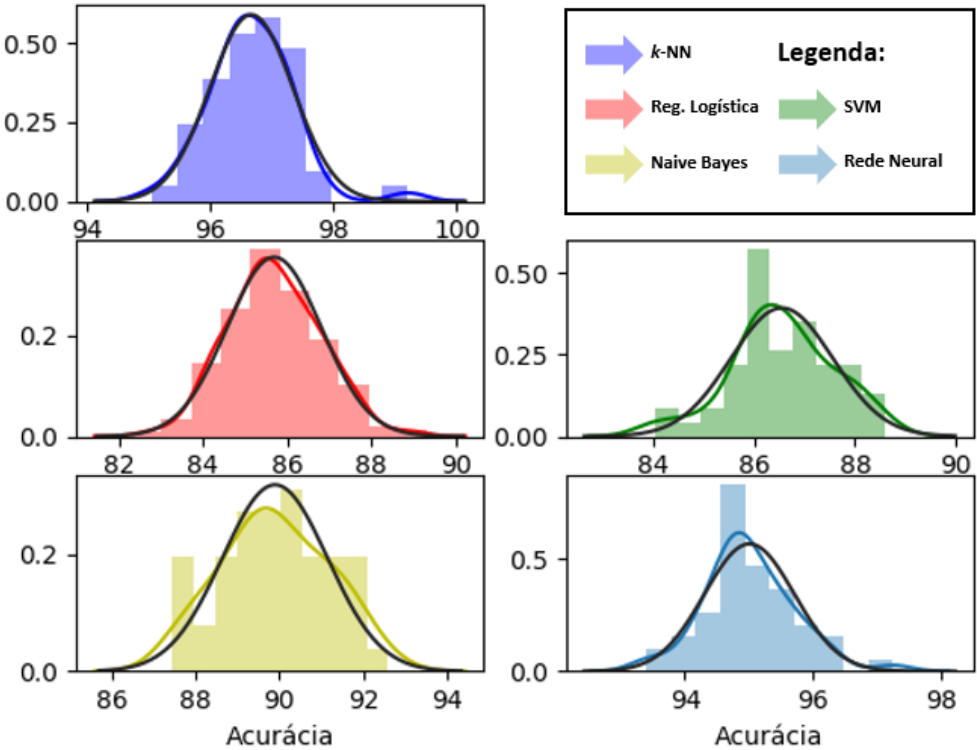 0.50
0.25
0.00
94 96 98 100
Legenda:
k-NN
Reg. Logística
SVM
Naive Bayes
Rede Neural
0.2
0.0
82 84 86 88 90
0.50
0.25
0.00
84 86 88 90
0.2
0.0
86 88 90 92 94
Acurácia
0.5
0.0
94 96 98
Acurácia